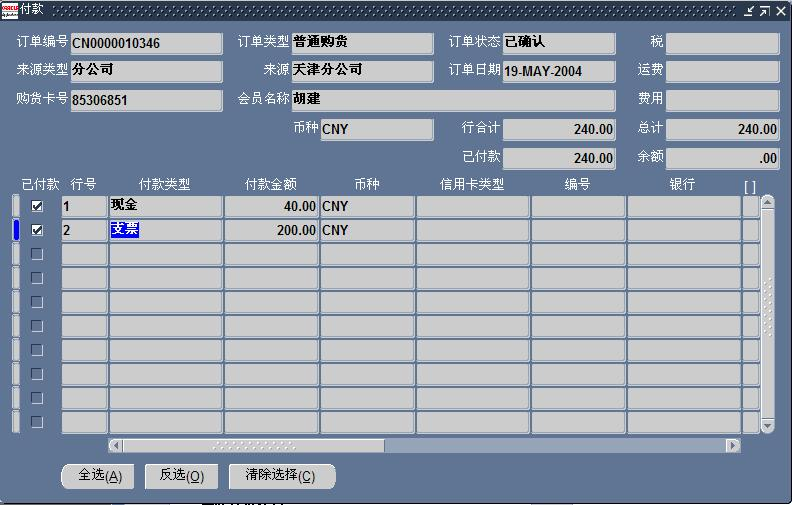 付款
订单编号 CN0000010346 订单类型 普通购货 订单状态 已确认 税
来源类型 分公司 来源 天津分公司 订单日期 19-MAY-2004 运费
购货卡号 85306851 会员名称 胡建 费用
币种 CNY 行合计 240.00 总计 240.00
已付款 240.00 余额 .00
已付款 行号 付款类型 付款金额 币种 信用卡类型 编号 银行 [ ]
1 现金 40.00 CNY
2 支票 200.00 CNY
全选(A) 反选(O) 清除选择(C)